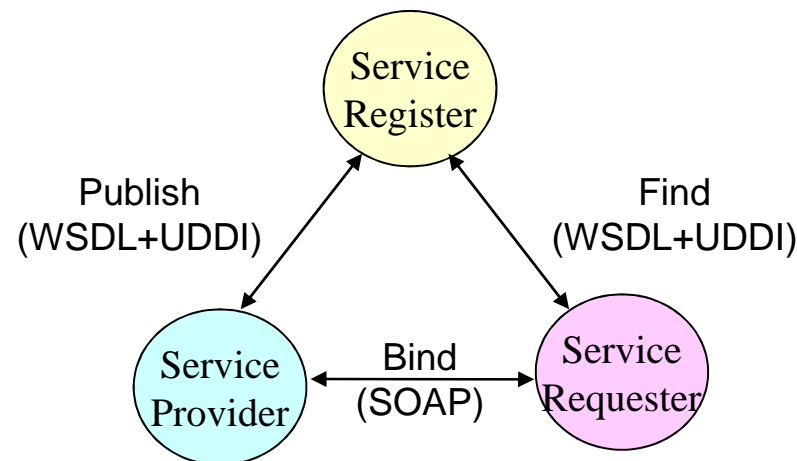 Service
Register
Publish
(WSDL+UDDI)
Find
(WSDL+UDDI)
Service
Provider
Bind
(SOAP)
Service
Requester